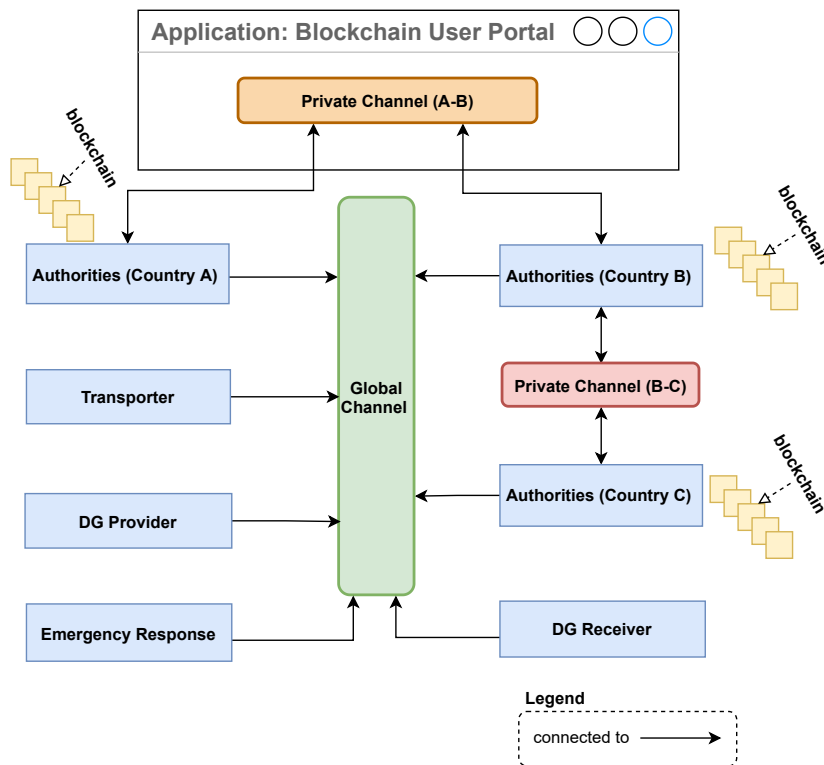 Application: Blockchain User Portal
Private Channel (A-B)
blockchain
blockchain
Authorities (Country A)
Authorities (Country B)
Transporter
Global
Channel
Private Channel (B-C)
blockchain
DG Provider
Authorities (Country C)
Emergency Response
DG Receiver
Legend
connected to